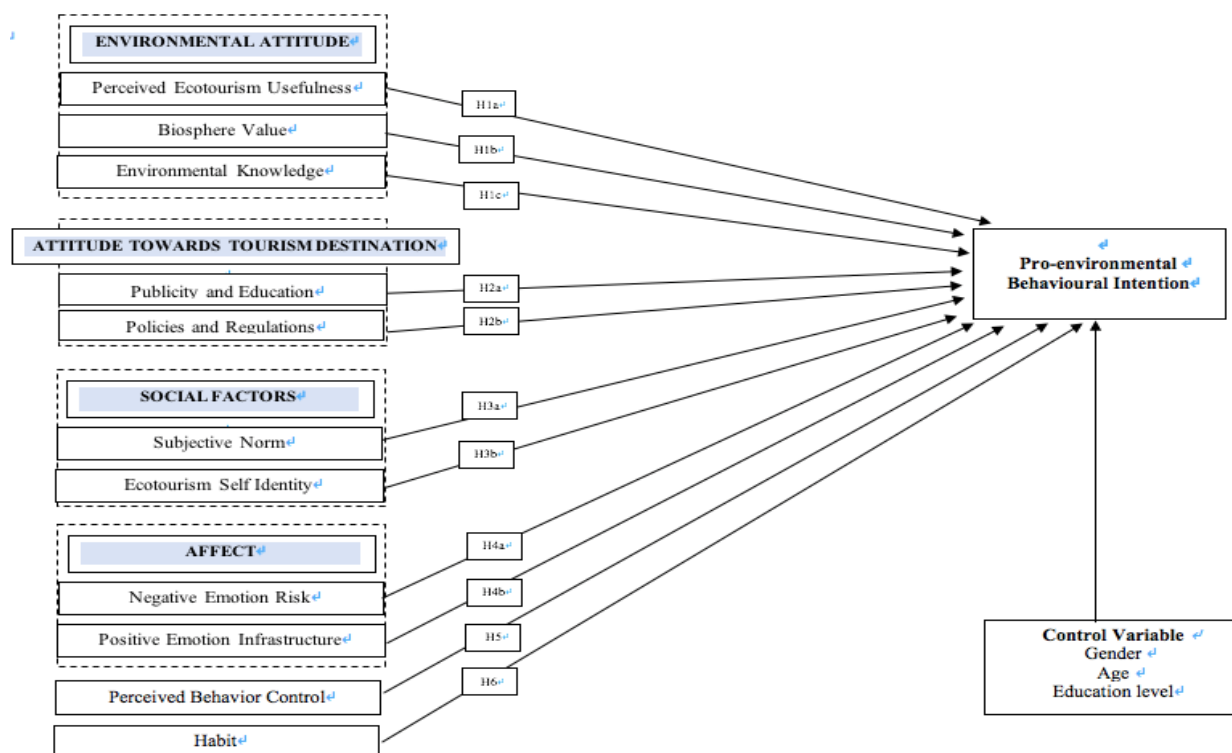 ENVIRONMENTAL ATTITUDE
Perceived Ecotourism Usefulness
Biosphere Value
Environmental Knowledge
H1a
H1b
H1c
ATTITUDE TOWARDS TOURISM DESTINATION
Publicity and Education
Policies and Regulations
H2a
H2b
SOCIAL FACTORS
Subjective Norm
Ecotourism Self Identity
H3a
H3b
AFFECT
Negative Emotion Risk
Positive Emotion Infrastructure
H4a
H4b
Perceived Behavior Control
Habit
H5
H6
Pro-environmental
Behavioural Intention
Control Variable
Gender
Age
Education level